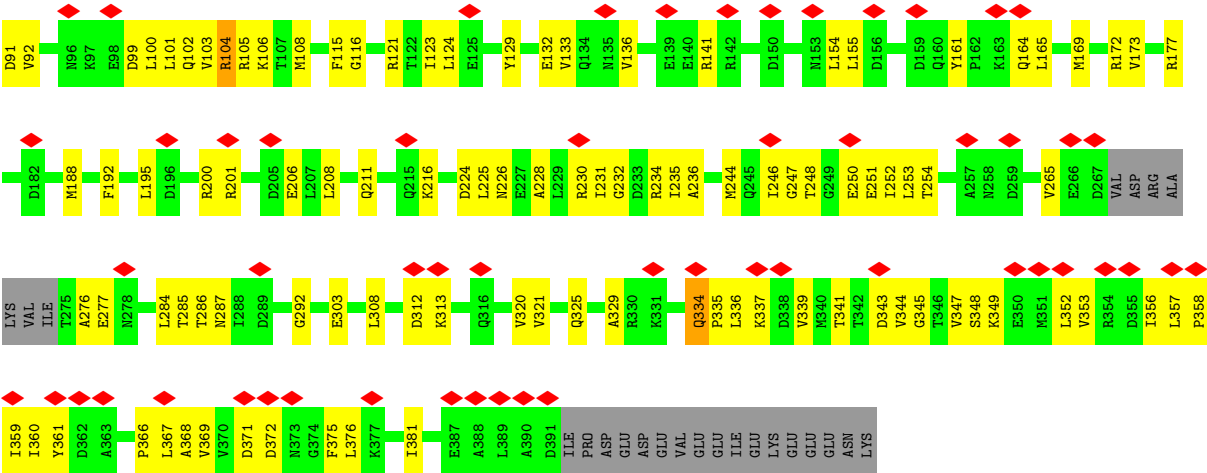 D91 V92 N96 K97 E98 D99 L100 L101 Q102 V103 R104 R105 K106 T107 M108 F115 G116 R121 T122 I123 L124 E125 Y129 E132 V133 Q134 N135 V136 E139 E140 R141 R142 D150 N153 L154 L155 D156 D159 Q160 Y161 P162 K163 Q164 L165 M169 R172 V173 R177
D182 M188 F192 L195 D196 R200 R201 D205 E206 L207 L208 Q211 Q215 K216 D224 L225 N226 E227 A228 L229 R230 I231 G232 D233 R234 I235 A236 M244 Q245 I246 G247 T248 G249 E250 E251 I252 L253 T254 A257 N258 D259 V265 E266 D267 VAL ASP ARG ALA
LYS VAL ILE T275 A276 E277 N278 L284 T285 T286 N287 I288 D289 G292 E303 L308 D312 K313 Q316 V320 V321 Q325 A329 R330 K331 Q334 P335 L336 K337 D338 V339 M340 T341 T342 D343 V344 G345 T346 V347 S348 K349 E350 M351 L352 V353 R354 D355 I356 L357 P358
I359 I360 Y361 D362 A363 P366 L367 A368 V369 V370 D371 D372 N373 G374 F375 L376 K377 I381 E387 A388 L389 A390 D391 ILE PRO ASP GLU ASP GLU VAL GLU GLU ILE GLU LYS GLU GLU GLU ASN LYS